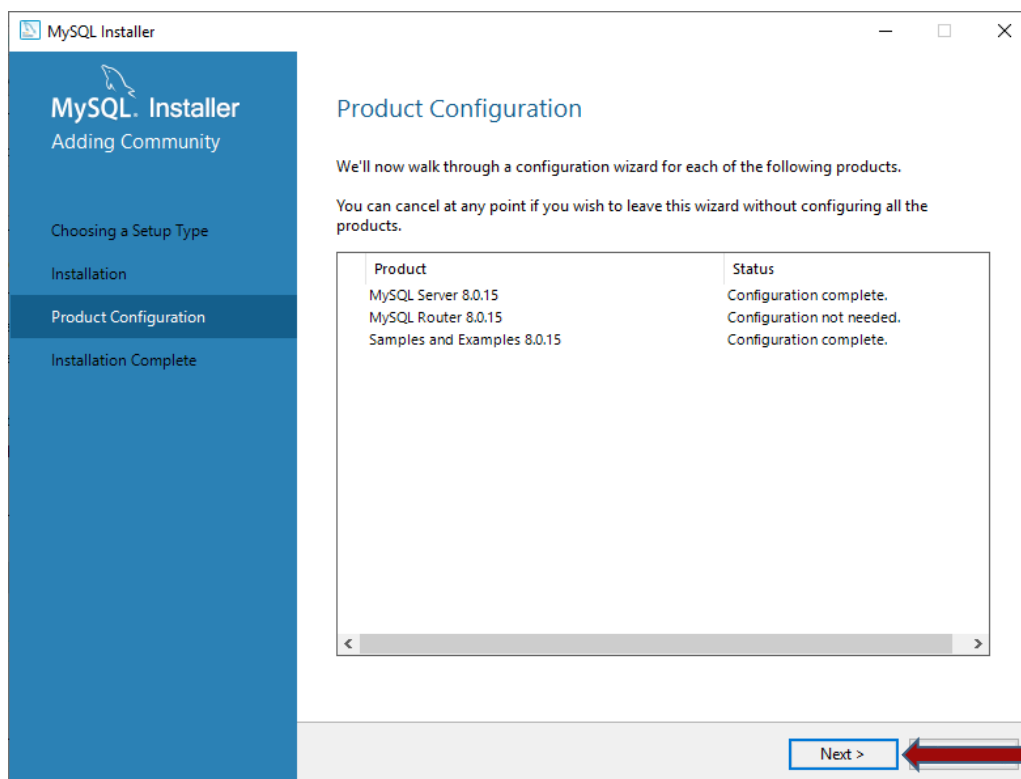 MySQL Installer
MySQL. Installer
Adding Community
Choosing a Setup Type
Installation
Product Configuration
Installation Complete
Product Configuration
We'll now walk through a configuration wizard for each of the following products.
You can cancel at any point if you wish to leave this wizard without configuring all the
products.
Product Status
MySQL Server 8.0.15 Configuration complete.
MySQL Router 8.0.15 Configuration not needed.
Samples and Examples 8.0.15 Configuration complete.
Next >